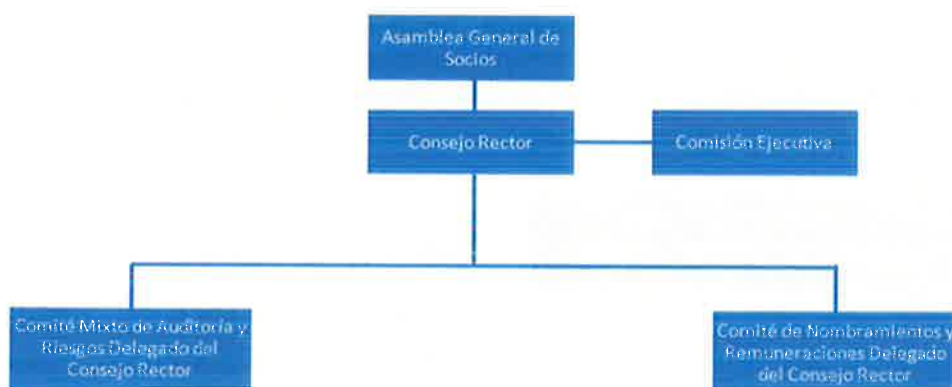 Asamblea General de
Socios
Consejo Rector
Comisión Ejecutiva
Comité Mixto de Auditoría y
Riesgos Delegado del
Consejo Rector
Comité de Nombramientos y
Remuneraciones Delegado
del Consejo Rector